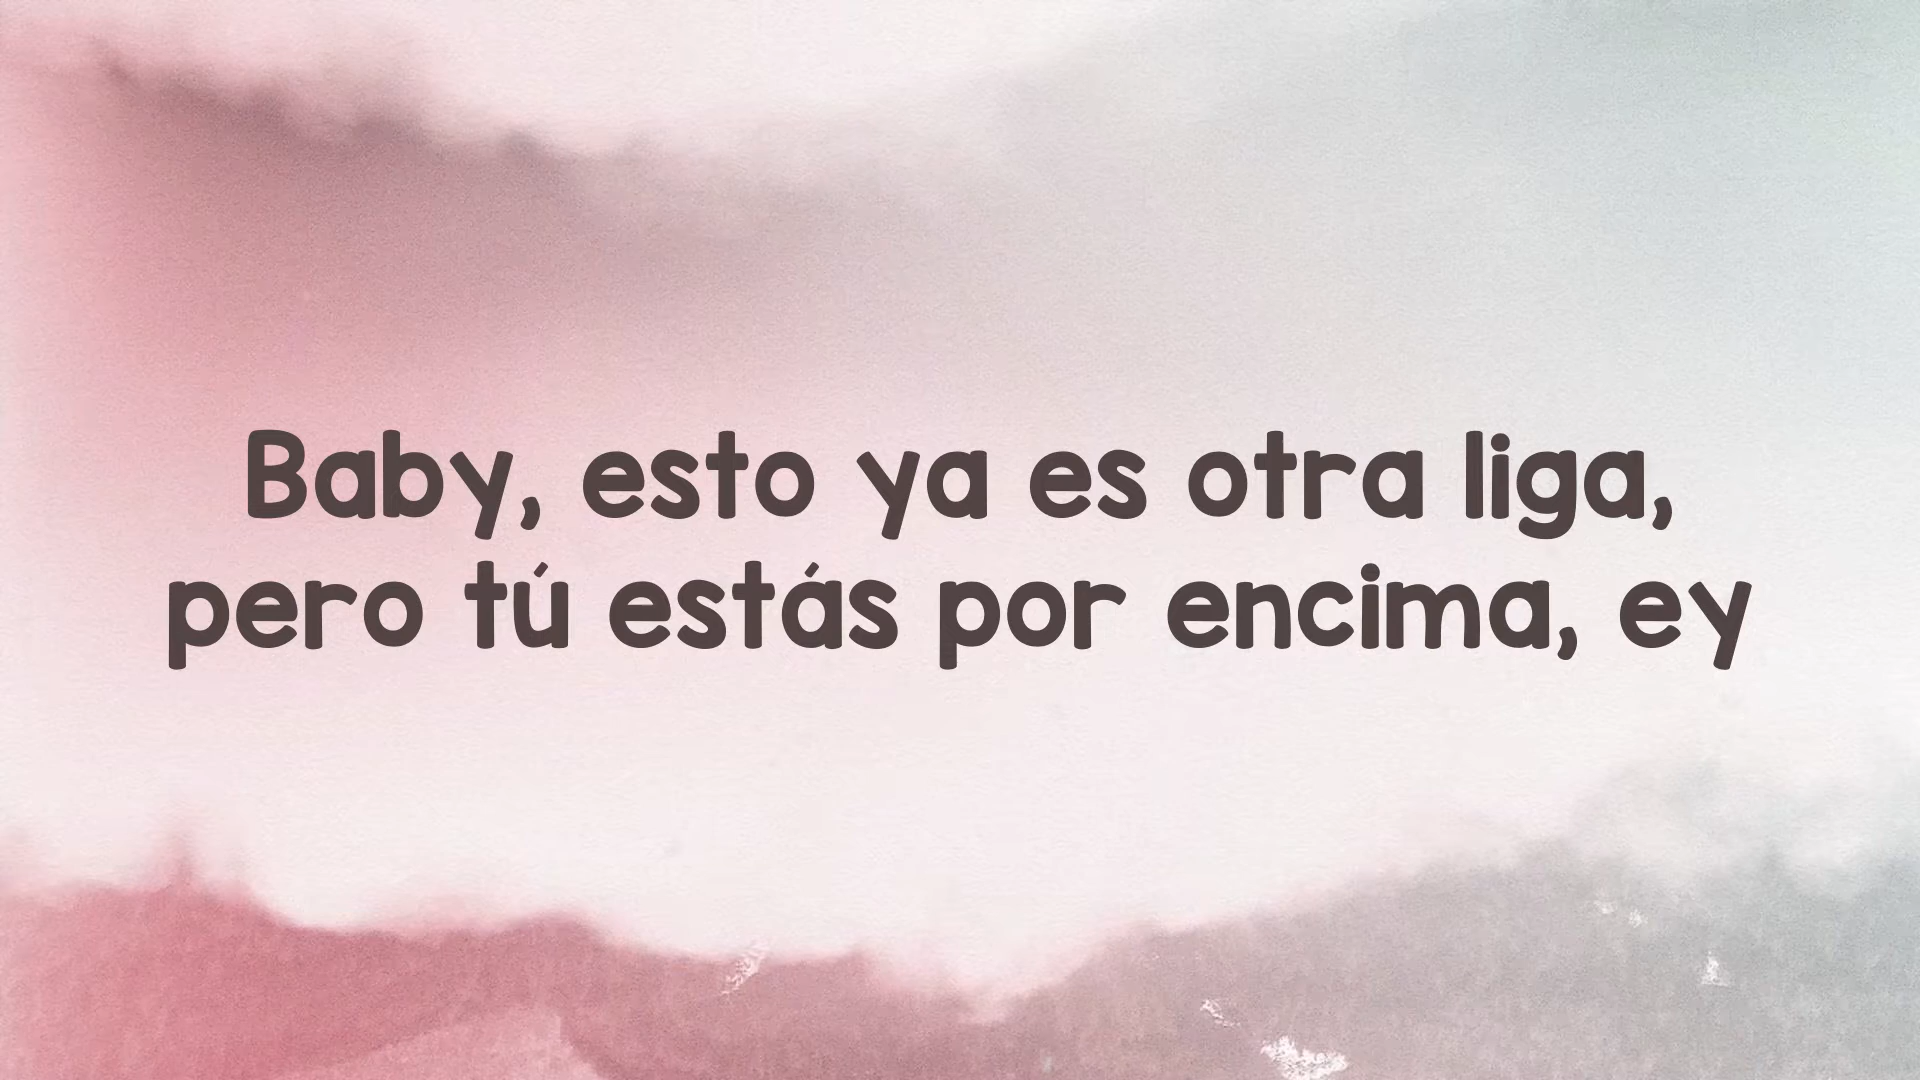 Baby, esto ya es otra liga,
pero tú estás por encima, ey